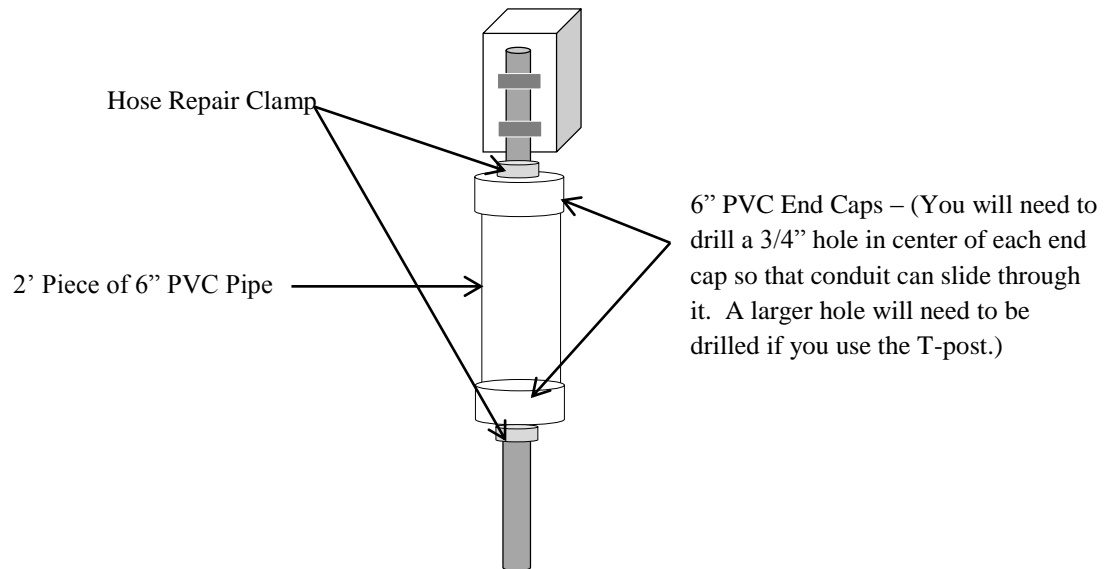 Hose Repair Clamp
6” PVC End Caps – (You will need to
drill a 3/4” hole in center of each end
cap so that conduit can slide through
it.  A larger hole will need to be
drilled if you use the T-post.)
2’ Piece of 6” PVC Pipe